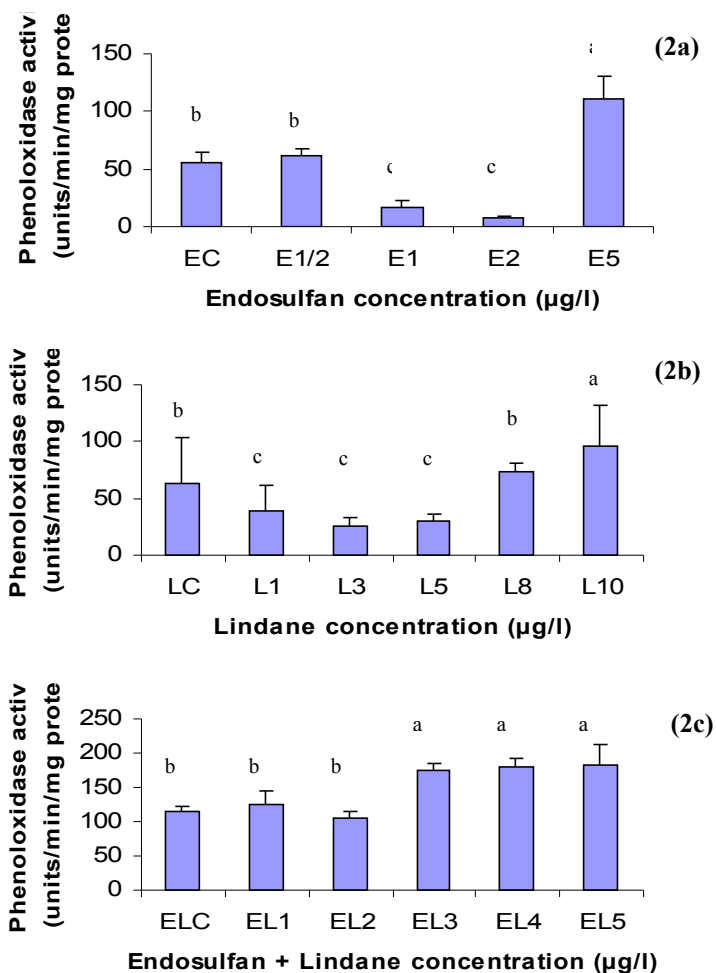 (2a)
Phenoloxidase activ
(units/min/mg prote
150
100
50
0
b
b
c
EC E1/2 E1 E2 E5
Endosulfan concentration (µg/l)
(2b)
Phenoloxidase activ
(units/min/mg prote
150
100
50
0
b
c
c
c
b
a
LC L1 L3 L5 L8 L10
Lindane concentration (µg/l)
(2c)
Phenoloxidase activ
(units/min/mg prote
250
200
150
100
50
0
b
b
b
a
a
a
ELC EL1 EL2 EL3 EL4 EL5
Endosulfan + Lindane concentration (µg/l)